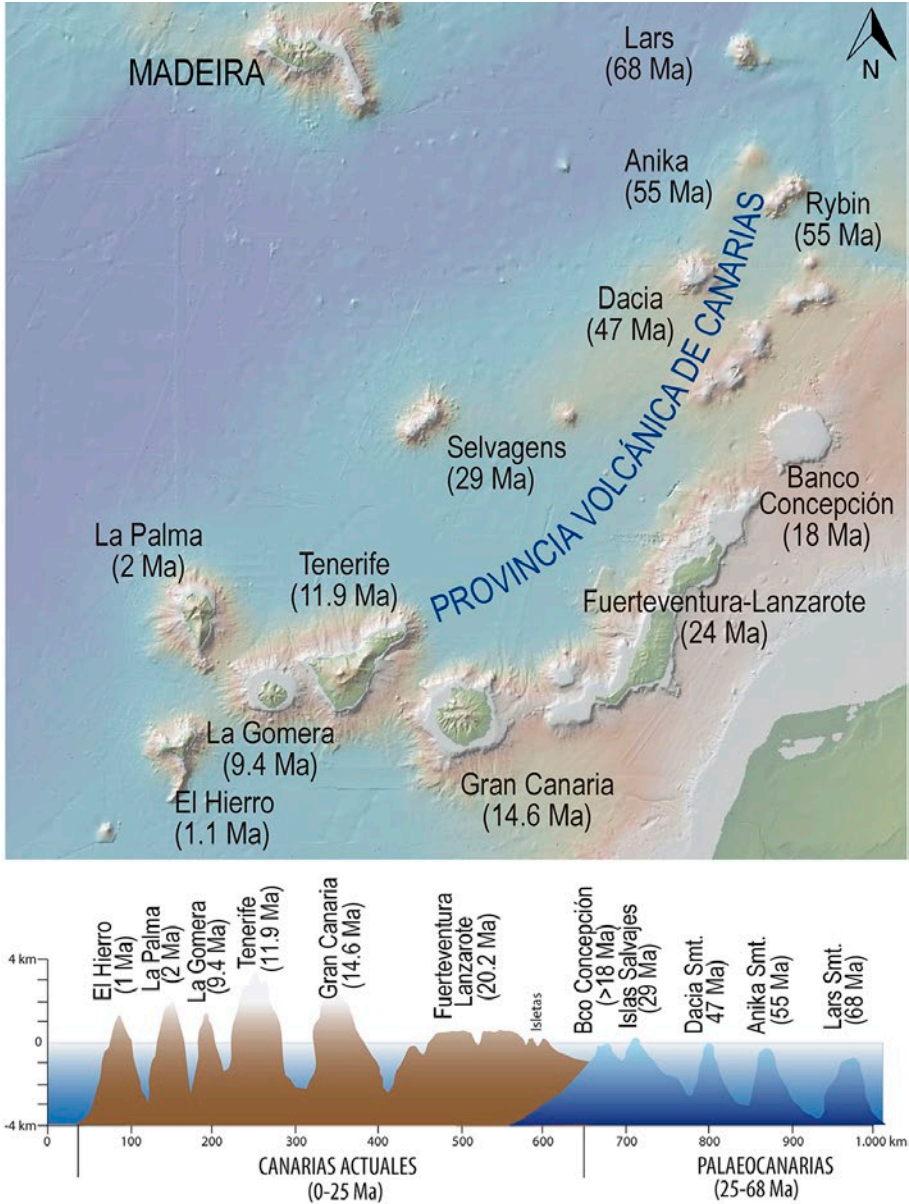 MADEIRA
Lars
(68 Ma)
N
Anika
(55 Ma)
Rybin
(55 Ma)
Dacia
(47 Ma)
PROVINCIA VOLCÁNICA DE CANARIAS
Selvagens
(29 Ma)
Banco
Concepción
(18 Ma)
La Palma
(2 Ma)
Tenerife
(11.9 Ma)
Fuerteventura-Lanzarote
(24 Ma)
La Gomera
(9.4 Ma)
Gran Canaria
(14.6 Ma)
El Hierro
(1.1 Ma)
El Hierro
(1 Ma)
La Palma
(2 Ma)
La Gomera
(9.4 Ma)
Tenerife
(11.9 Ma)
Gran Canaria
(14.6 Ma)
Fuerteventura
Lanzarote
(20.2 Ma)
Isletas
Bco Concepción
(>18 Ma)
Islas Salvajes
(29 Ma)
Dacia Smt.
47 Ma)
Anika Smt.
(55 Ma)
Lars Smt.
(68 Ma)
4 km
0
-4 km
0 100 200 300 400 500 600 700 800 900 1.000 km
CANARIAS ACTUALES
(0-25 Ma)
PALAEOCANARIAS
(25-68 Ma)